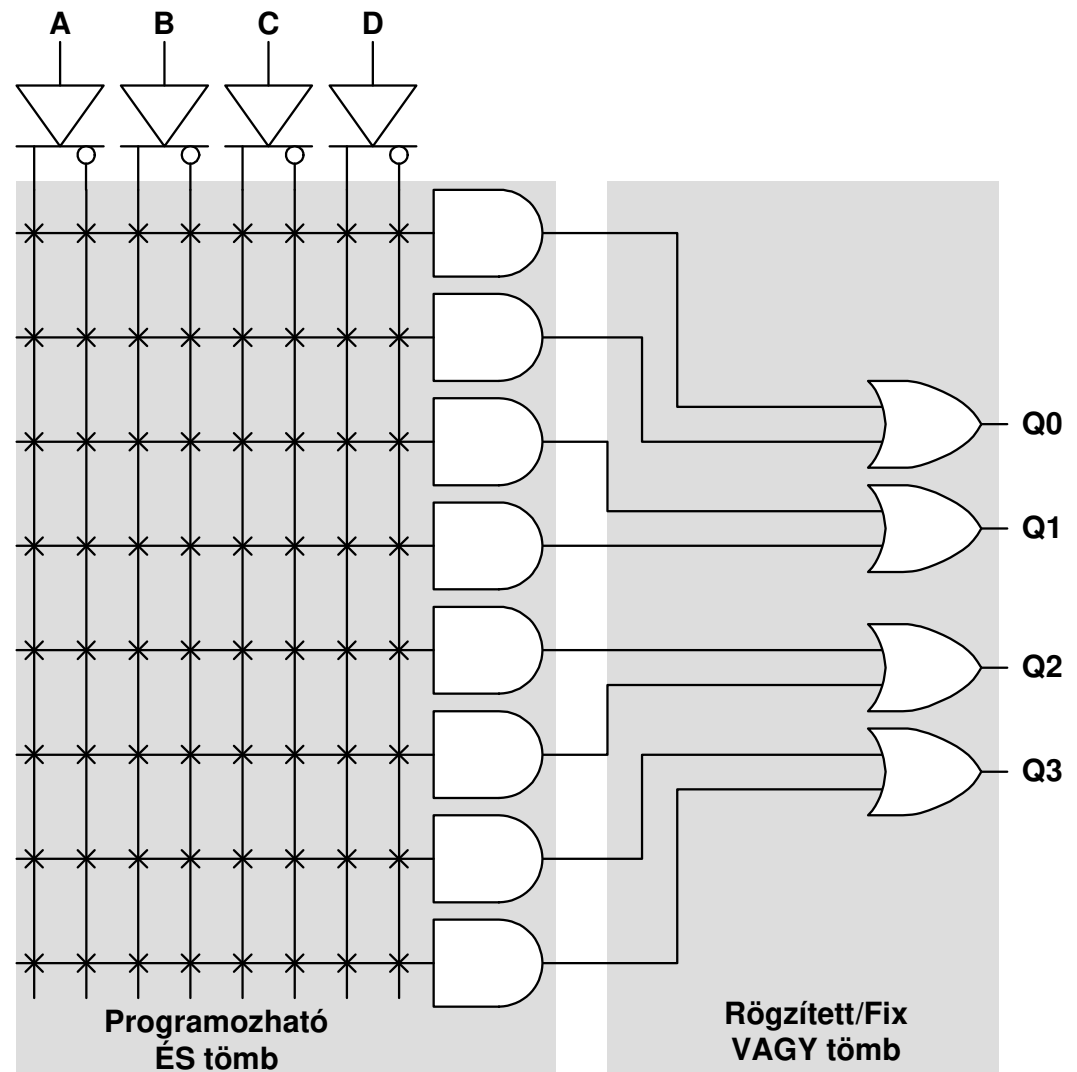 A B C D
Q0
Q1
Q2
Q3
Programozható
ÉS tömb
Rögzített/Fix
VAGY tömb